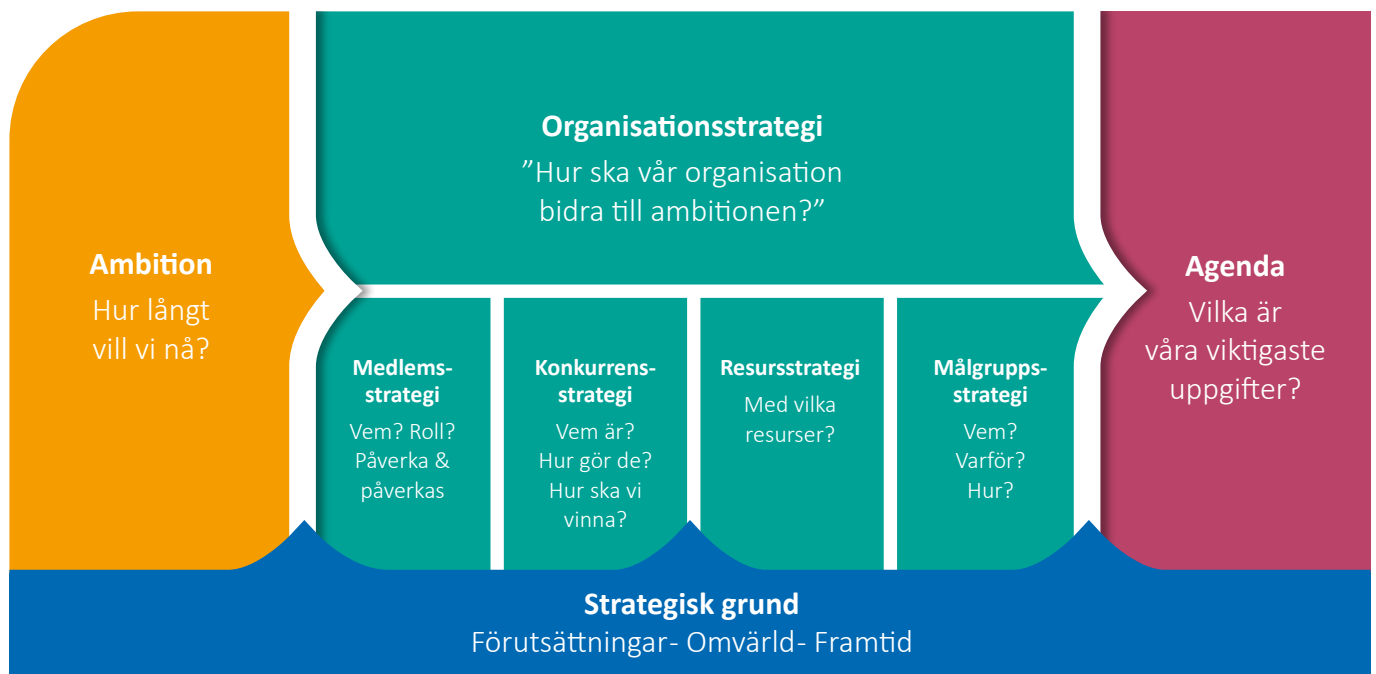 Ambition
Hur långt
vill vi nå?
Organisationsstrategi
”Hur ska vår organisation
bidra till ambitionen?”
Medlems-
strategi
Vem? Roll?
Påverka &
påverkas
Konkurrens-
strategi
Vem är?
Hur gör de?
Hur ska vi
vinna?
Resursstrategi
Med vilka
resurser?
Målgrupps-
strategi
Vem?
Varför?
Hur?
Agenda
Vilka är
våra viktigaste
uppgifter?
Strategisk grund
Förutsättningar- Omvärld- Framtid